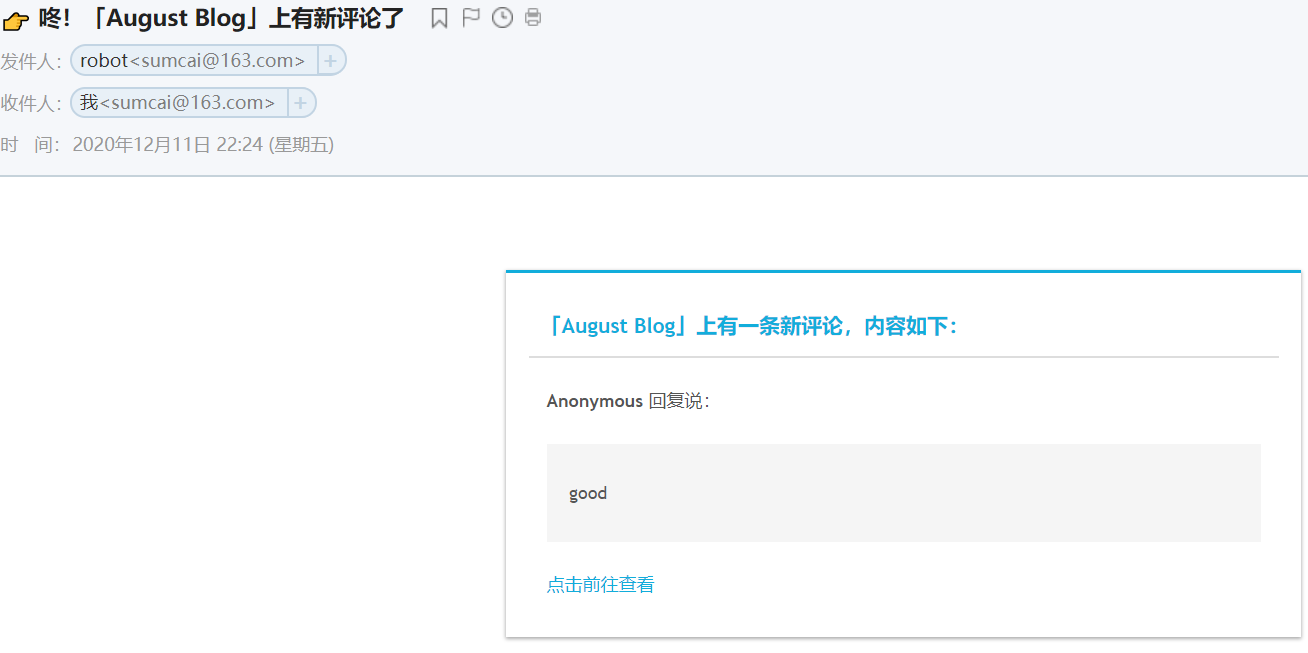 👉 咚！「August Blog」上有新评论了
发件人：robot<sumcai@163.com> +
收件人：我<sumcai@163.com> +
时 间：2020年12月11日 22:24 (星期五)
「August Blog」上有一条新评论，内容如下：
Anonymous 回复说：
good
点击前往查看